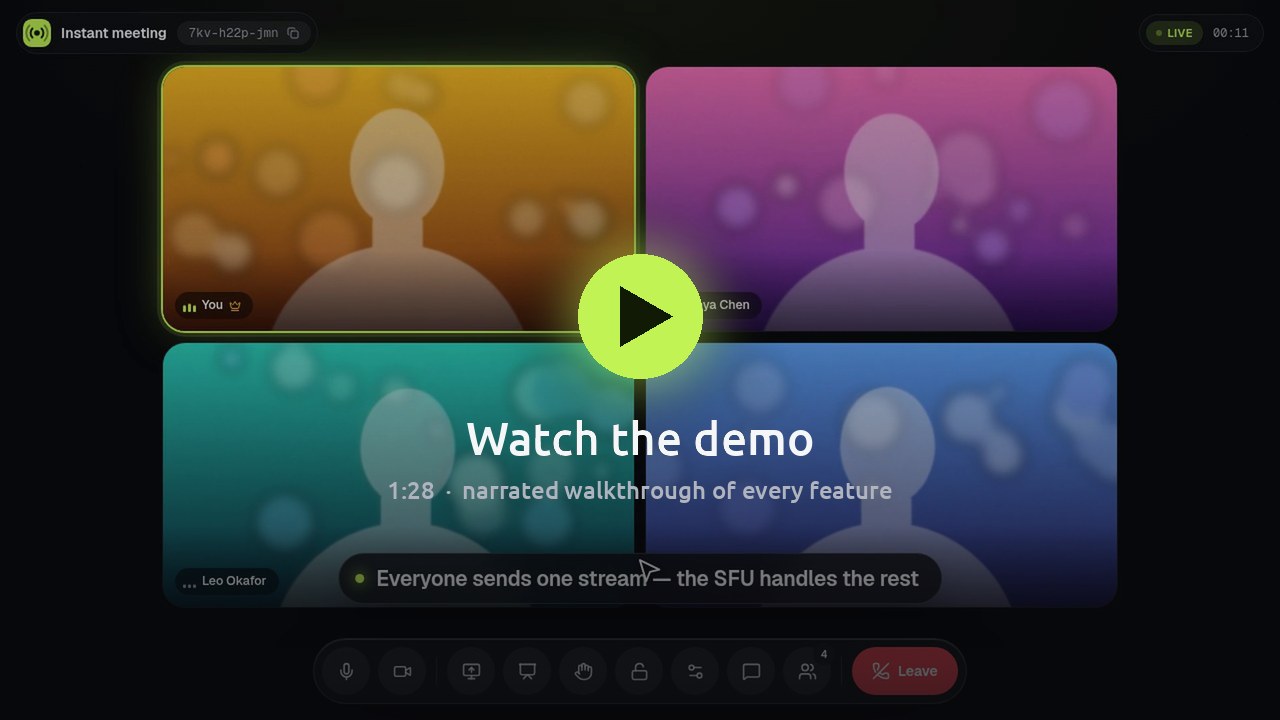 Instant meeting 7kv-h22p-jmn
LIVE 00:11
You
ya Chen
Watch the demo
1:28 · narrated walkthrough of every feature
Everyone sends one stream — the SFU handles the rest
Leo Okafor
4
Leave